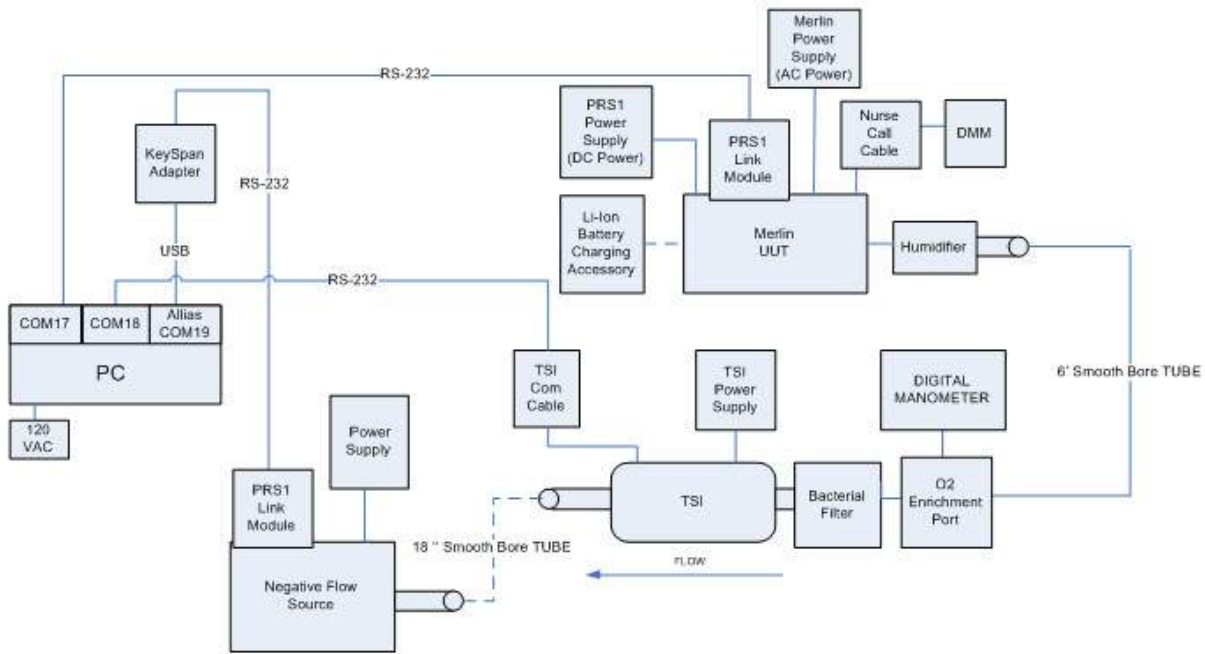 Merlin
Power
Supply
(AC Power)
RS-232
PRS1
Power
Supply
(DC Power)
Nurse
Call
Cable
DMM
PRS1
Link
Module
KeySpan
Adapter
RS-232
Li-Ion
Battery
Charging
Accessory
Merlin
UUT
Humidifier
USB
RS-232
COM17
COM18
Allias
COM19
PC
120
VAC
TSI
Com
Cable
TSI
Power
Supply
DIGITAL
MANOMETER
6' Smooth Bore TUBE
Power
Supply
PRS1
Link
Module
TSI
Bacterial
Filter
O2
Enrichment
Port
18 " Smooth Bore TUBE
FLOW
Negative Flow
Source